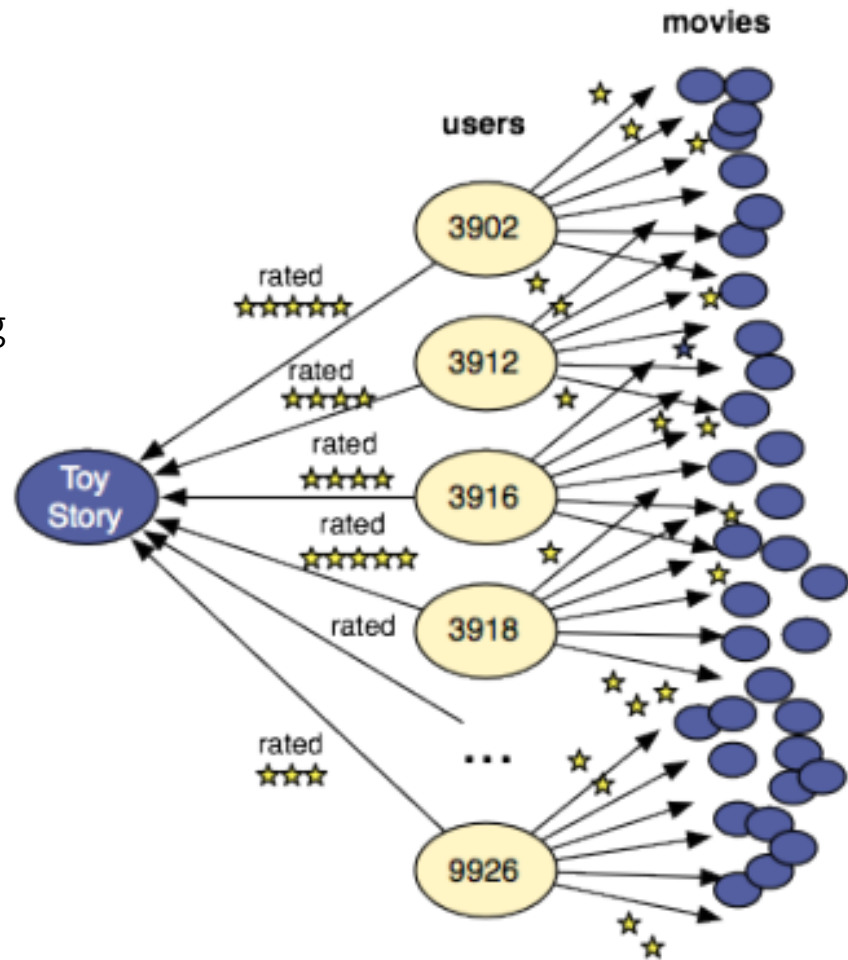 movies
users
3902
rated
g
3912
rated
rated
Toy
Story
3916
rated
3918
rated
...
rated
9926